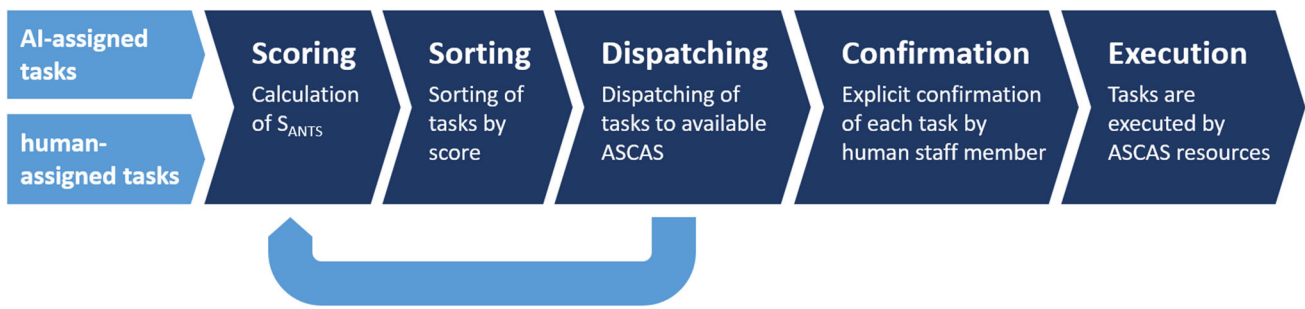 AI-assigned
tasks
human-
assigned tasks
Scoring
Calculation
of SANTS
Sorting
Sorting of
tasks by
score
Dispatching
Dispatching of
tasks to available
ASCAS
Confirmation
Explicit confirmation
of each task by
human staff member
Execution
Tasks are
executed by
ASCAS resources